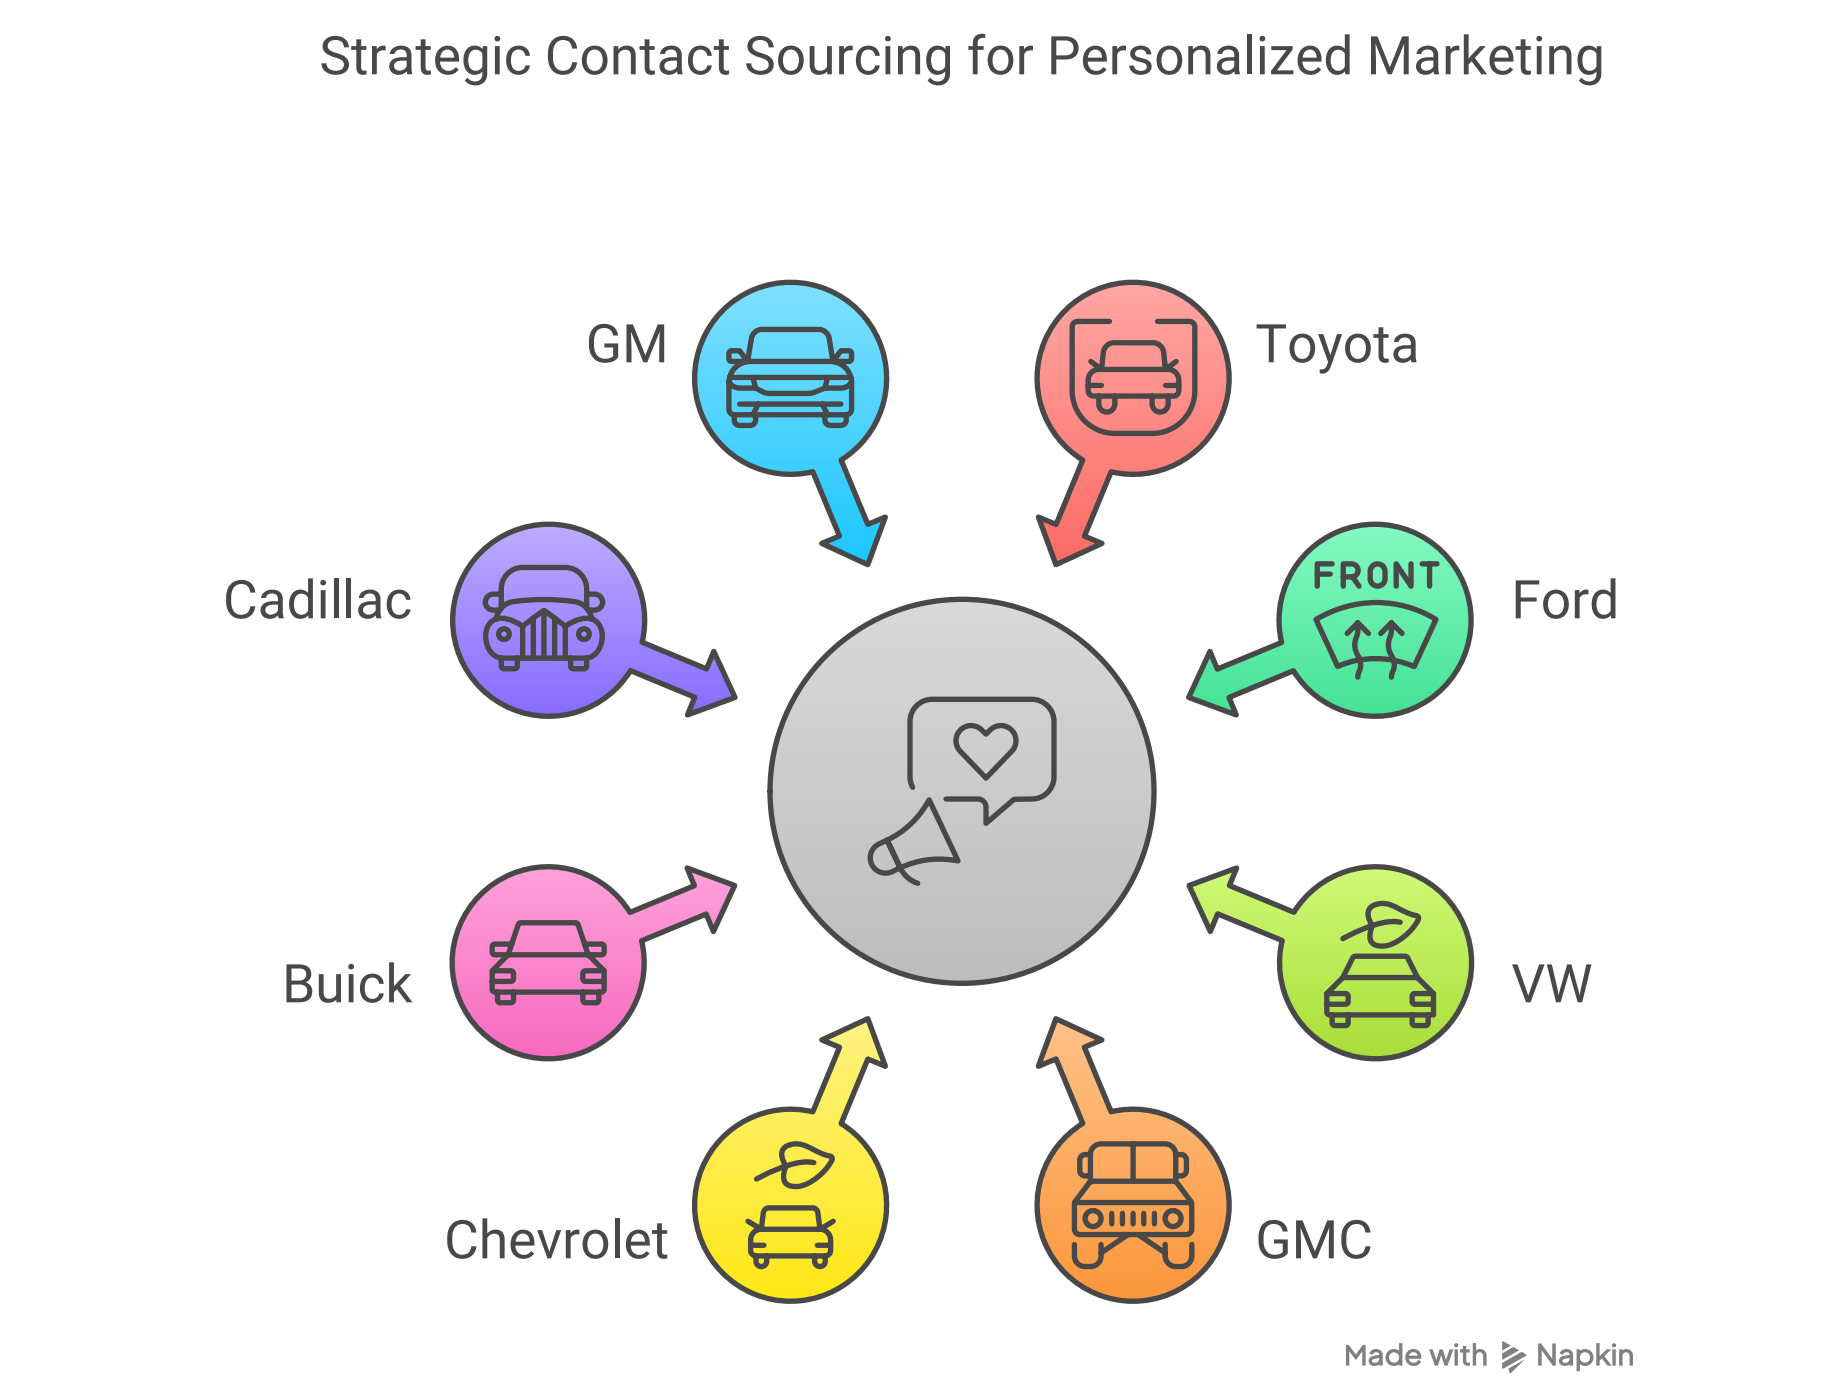 Strategic Contact Sourcing for Personalized Marketing
GM
Toyota
Cadillac
FRONT
Ford
Buick
VW
Chevrolet
GMC
Made with Napkin